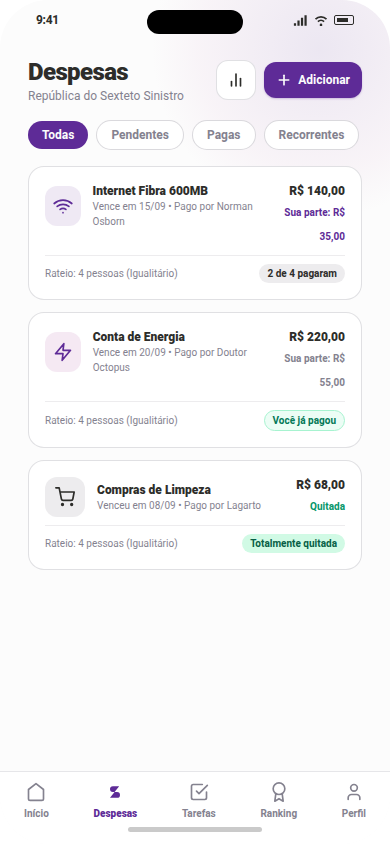 9:41
Despesas
República do Sexteto Sinistro
Adicionar
Todas
Pendentes
Pagas
Recorrentes
Internet Fibra 600MB
R$ 140,00
Vence em 15/09 • Pago por Norman
Osborn
Sua parte: R$
35,00
Rateio: 4 pessoas (Igualitário)
2 de 4 pagaram
Conta de Energia
R$ 220,00
Vence em 20/09 • Pago por Doutor
Octopus
Sua parte: R$
55,00
Rateio: 4 pessoas (Igualitário)
Você já pagou
Compras de Limpeza
R$ 68,00
Venceu em 08/09 • Pago por Lagarto
Quitada
Rateio: 4 pessoas (Igualitário)
Totalmente quitada
Início
Despesas
Tarefas
Ranking
Perfil